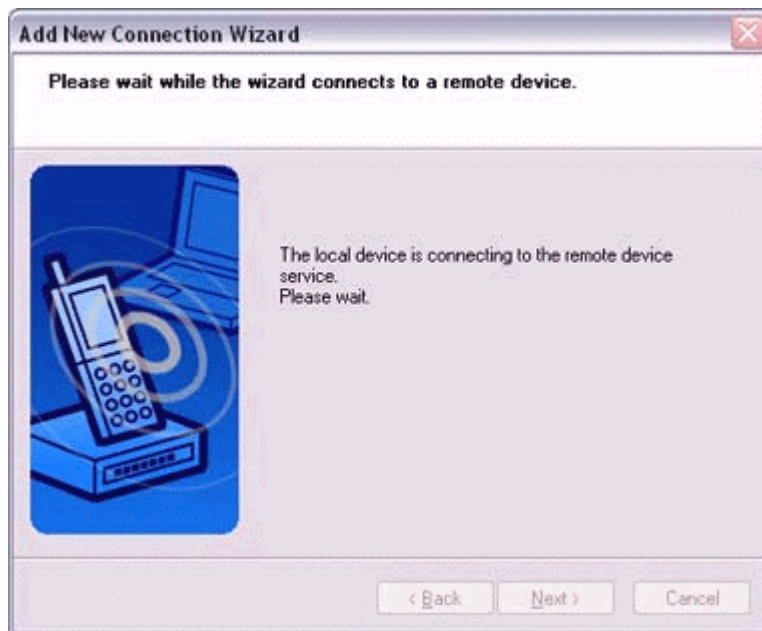 Add New Connection Wizard
Please wait while the wizard connects to a remote device.
The local device is connecting to the remote device
service.
Please wait.
< Back Next > Cancel